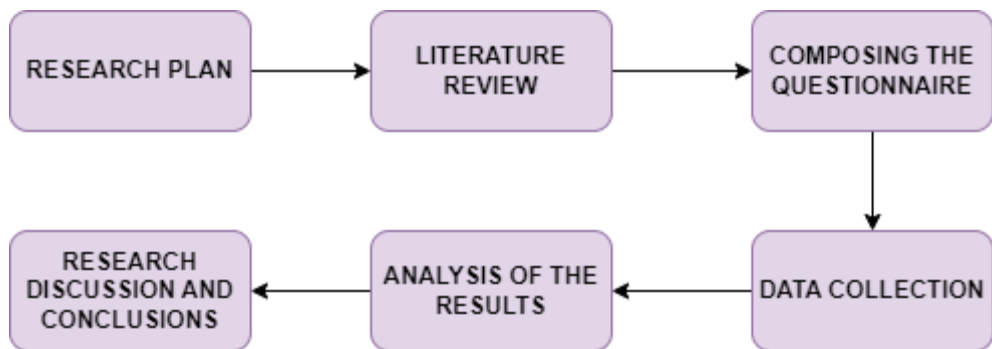 RESEARCH PLAN
LITERATURE
REVIEW
COMPOSING THE
QUESTIONNAIRE
RESEARCH
DISCUSSION AND
CONCLUSIONS
ANALYSIS OF THE
RESULTS
DATA COLLECTION